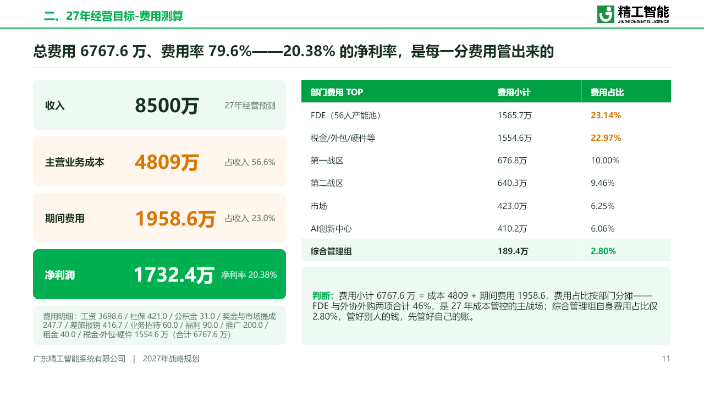 二、27年经营目标-费用测算
精工智能
总费用 6767.6 万、费用率 79.6%——20.38% 的净利率，是每一分费用管出来的
收入 8500万 27年经营预测
主营业务成本 4809万 占收入 56.6%
期间费用 1958.6万 占收入 23.0%
净利润 1732.4万 净利率 20.38%
费用明细：工资 3698.6 / 社保 421.0 / 公积金 31.0 / 奖金与市场提成
247.7 / 差旅报销 416.7 / 业务招待 60.0 / 福利 90.0 / 推广 200.0 /
租金 40.0 / 税金·外包·硬件 1554.6 万（合计 6767.6 万）
部门费用 TOP 费用小计 费用占比
FDE（56人产能池） 1565.7万 23.14%
税金/外包/硬件等 1554.6万 22.97%
第一战区 676.8万 10.00%
第二战区 640.3万 9.46%
市场 423.0万 6.25%
AI创新中心 410.2万 6.06%
综合管理组 189.4万 2.80%
判断：费用小计 6767.6 万 = 成本 4809 + 期间费用 1958.6，费用占比按部门分摊——
FDE 与外协外购两项合计 46%，是 27 年成本管控的主战场；综合管理组自身费用占比仅
2.80%，管好别人的钱，先管好自己的账。
广东精工智能系统有限公司 | 2027年战略规划
11